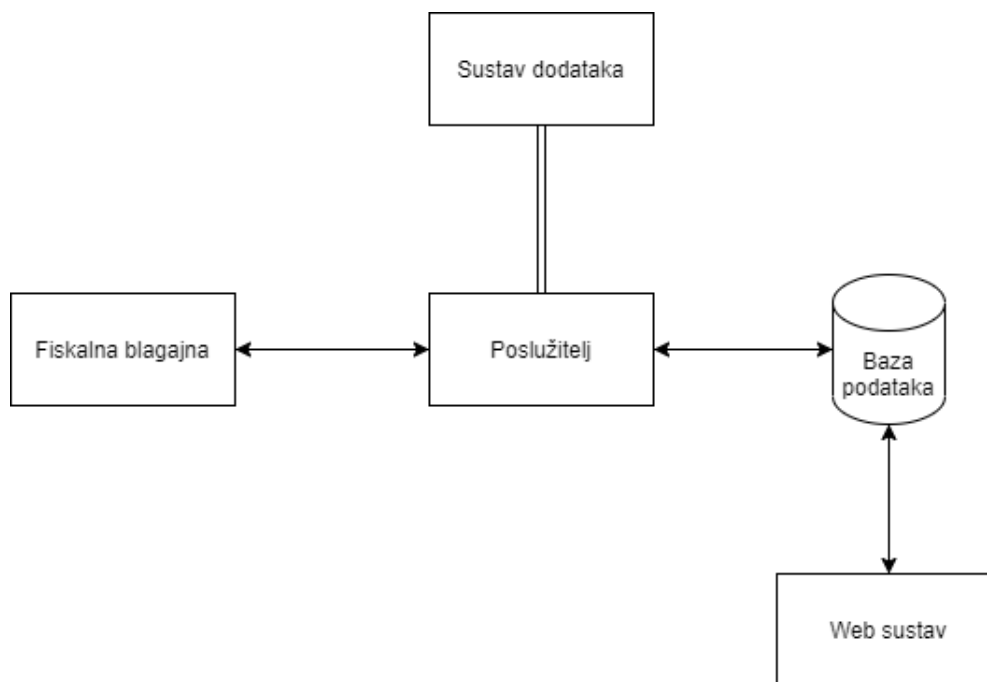 Sustav dodataka
Fiskalna blagajna
Poslužitelj
Baza
podataka
Web sustav